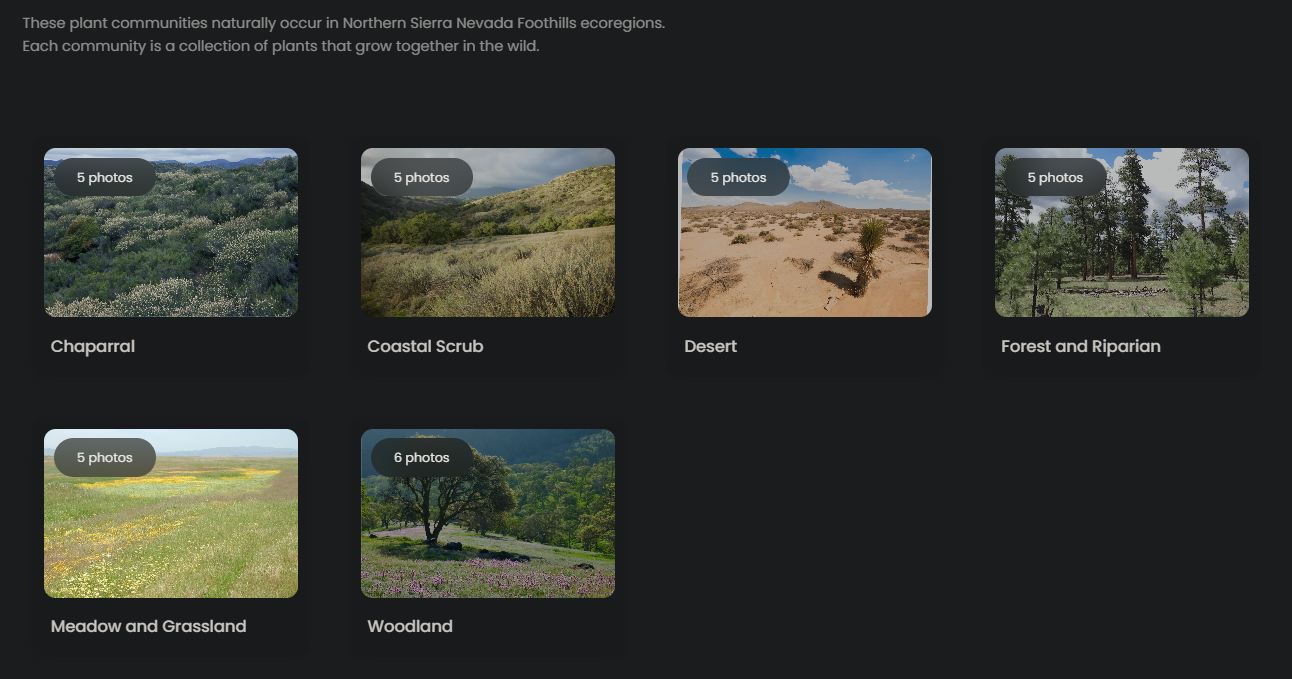 These plant communities naturally occur in Northern Sierra Nevada Foothills ecoregions.
Each community is a collection of plants that grow together in the wild.
5 photos
5 photos
5 photos
5 photos
Chaparral
Coastal Scrub
Desert
Forest and Riparian
5 photos
6 photos
Meadow and Grassland
Woodland